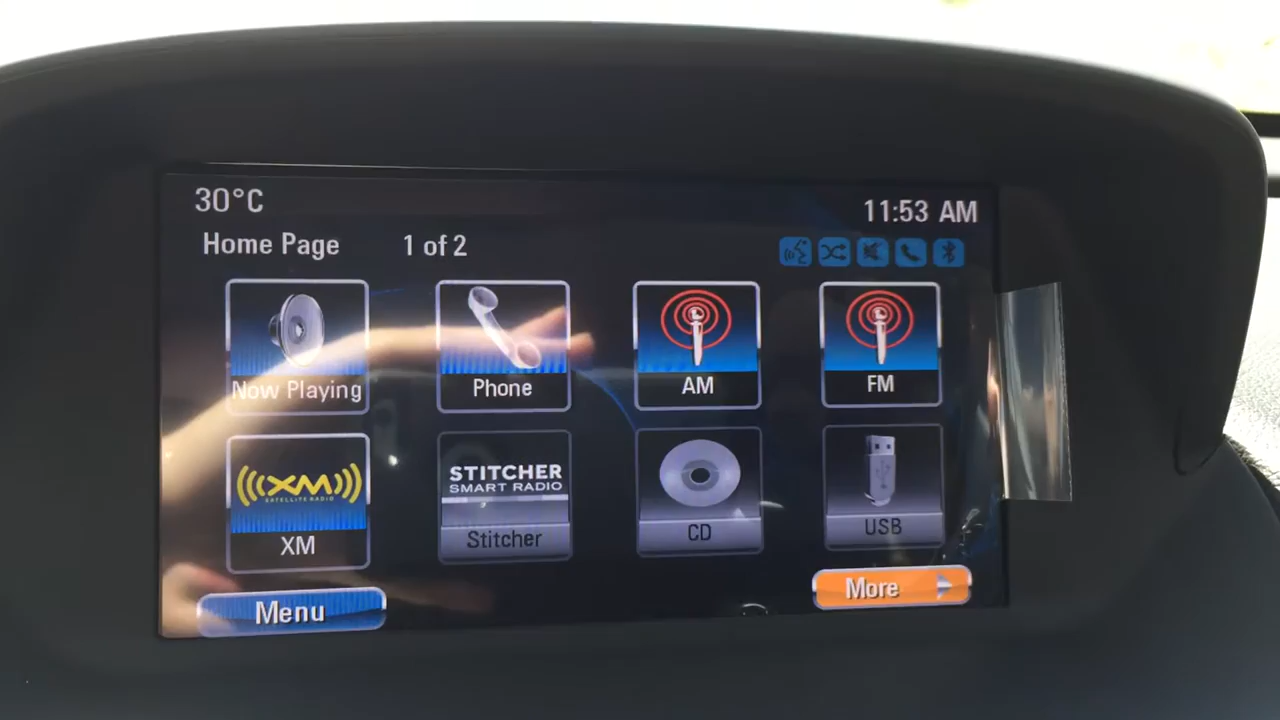 30°C
11:53 AM
Home Page 1 of 2
Now Playing
Phone
AM
FM
XM
SATELLITE RADIO
XM
STITCHER
SMART RADIO
Stitcher
CD
USB
Menu
More